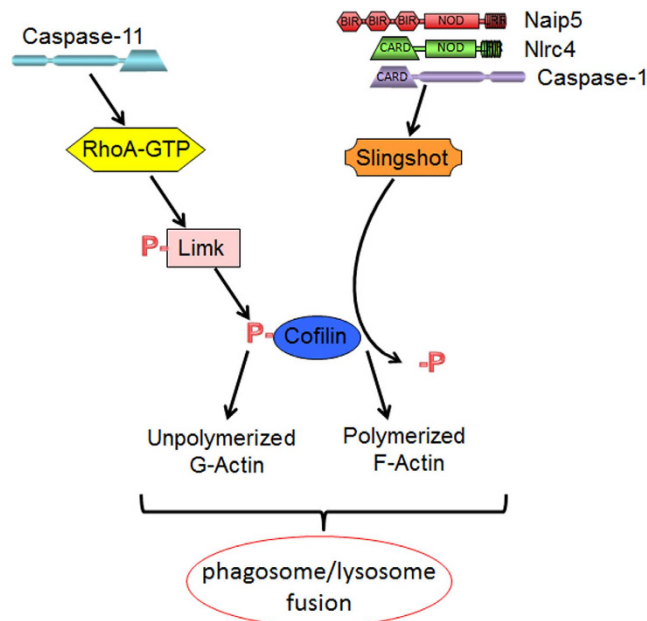 Caspase-11
BIR BIR BIR NOD LRR Naip5
CARD NOD Nlrc4
CARD Caspase-1
RhoA-GTP
Slingshot
P- Limk
P- Cofilin
-P
Unpolymerized
G-Actin
Polymerized
F-Actin
phagosome/lysosome
fusion